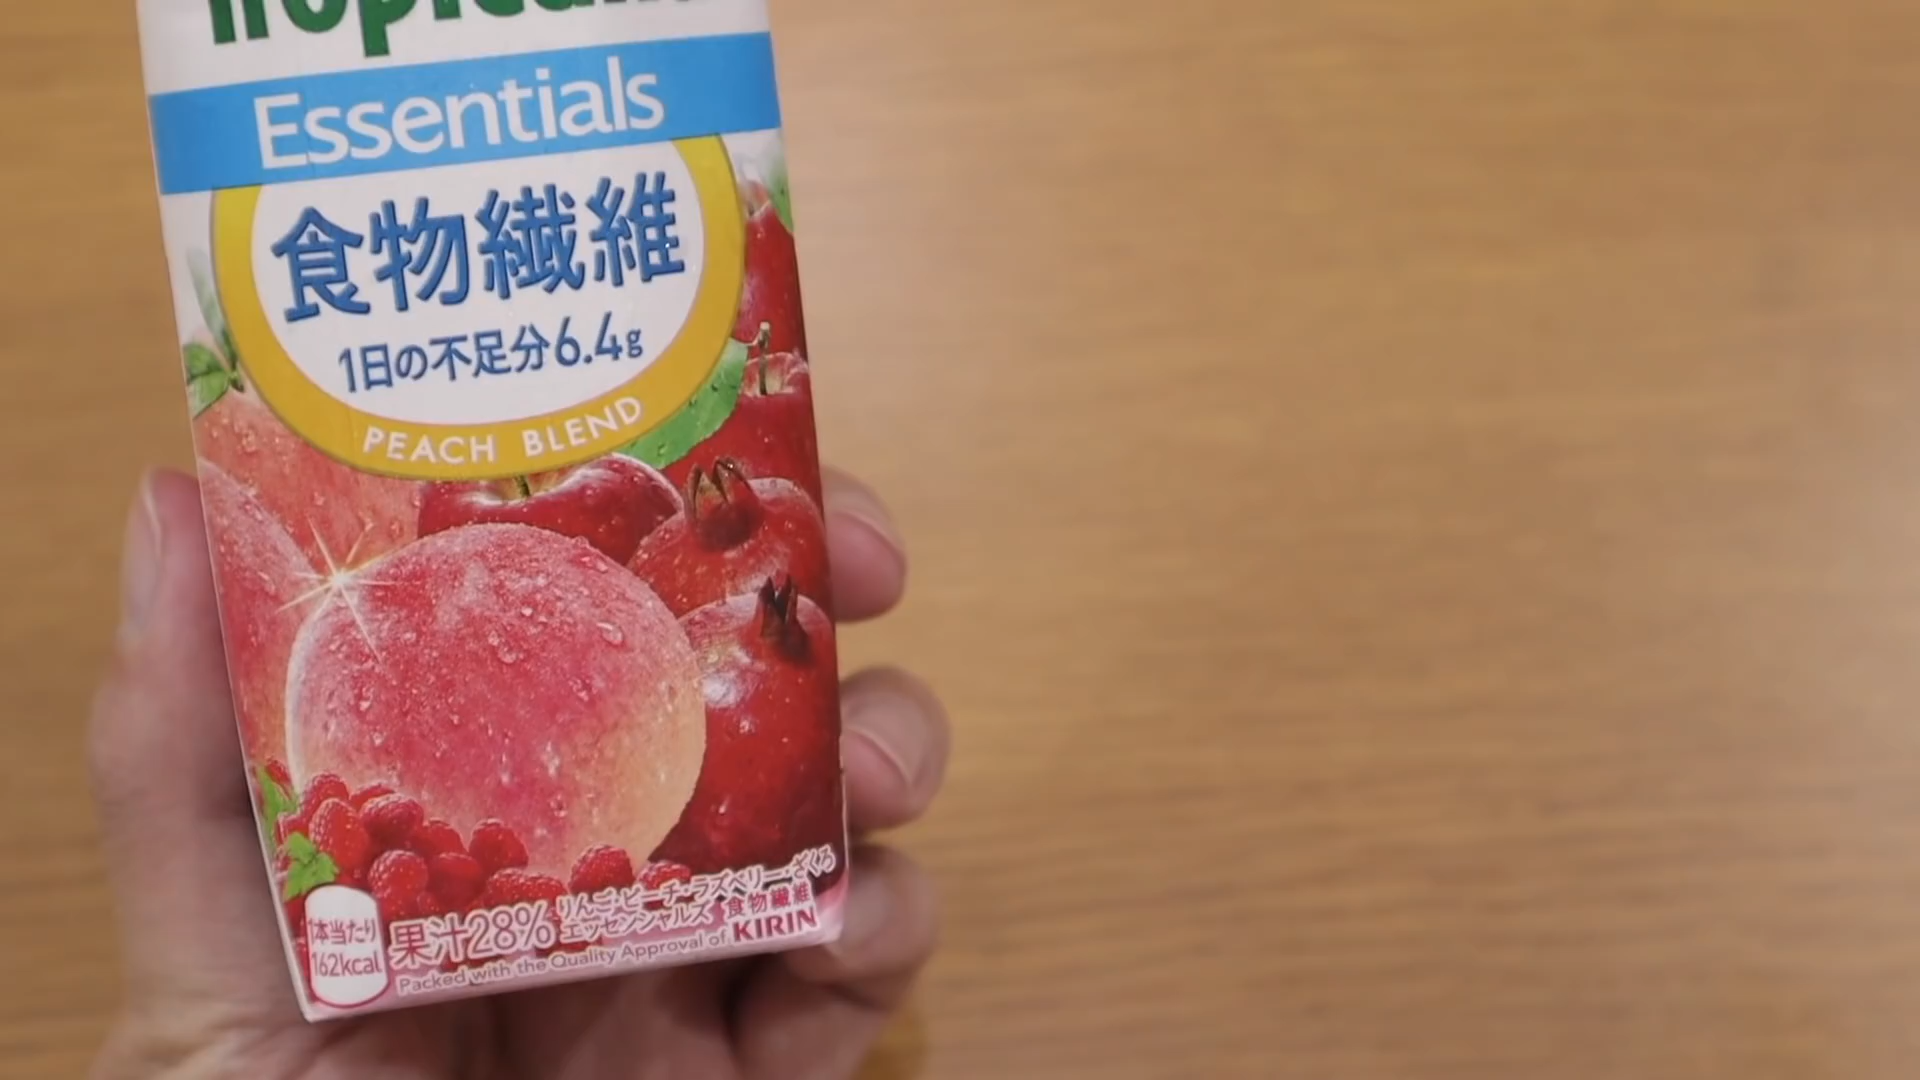 Tropicana
Essentials
食物繊維
1日の不足分6.4g
PEACH BLEND
1本当たり
162kcal
果汁28%
りんご・ピーチ・ラズベリー・ざくろ
エッセンシャルズ 食物繊維
Packed with the Quality Approval of KIRIN